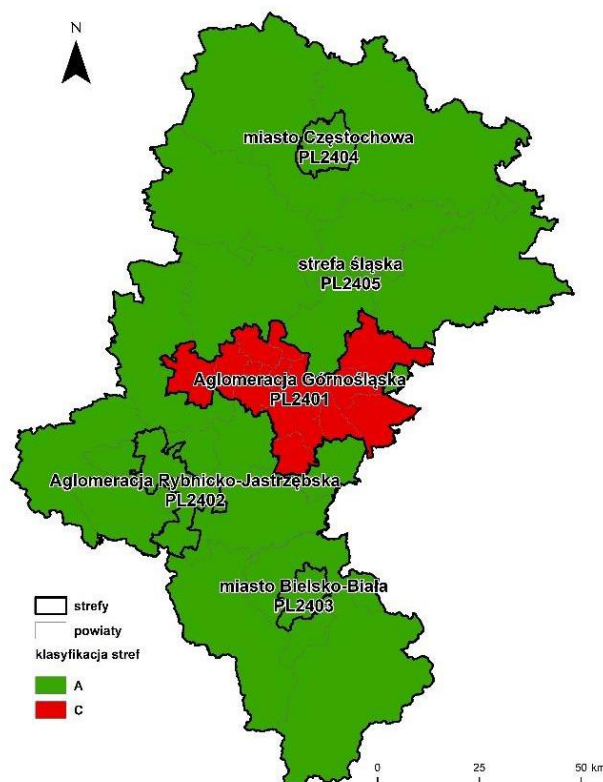 N
miasto Częstochowa
PL2404
strefa śląska
PL2405
Aglomeracja Górnośląska
PL2401
Aglomeracja Rybnicko-Jastrzębska
PL2402
miasto Bielsko-Biała
PL2403
strefy
powiaty
klasyfikacja stref
A
C
0 25 50 km